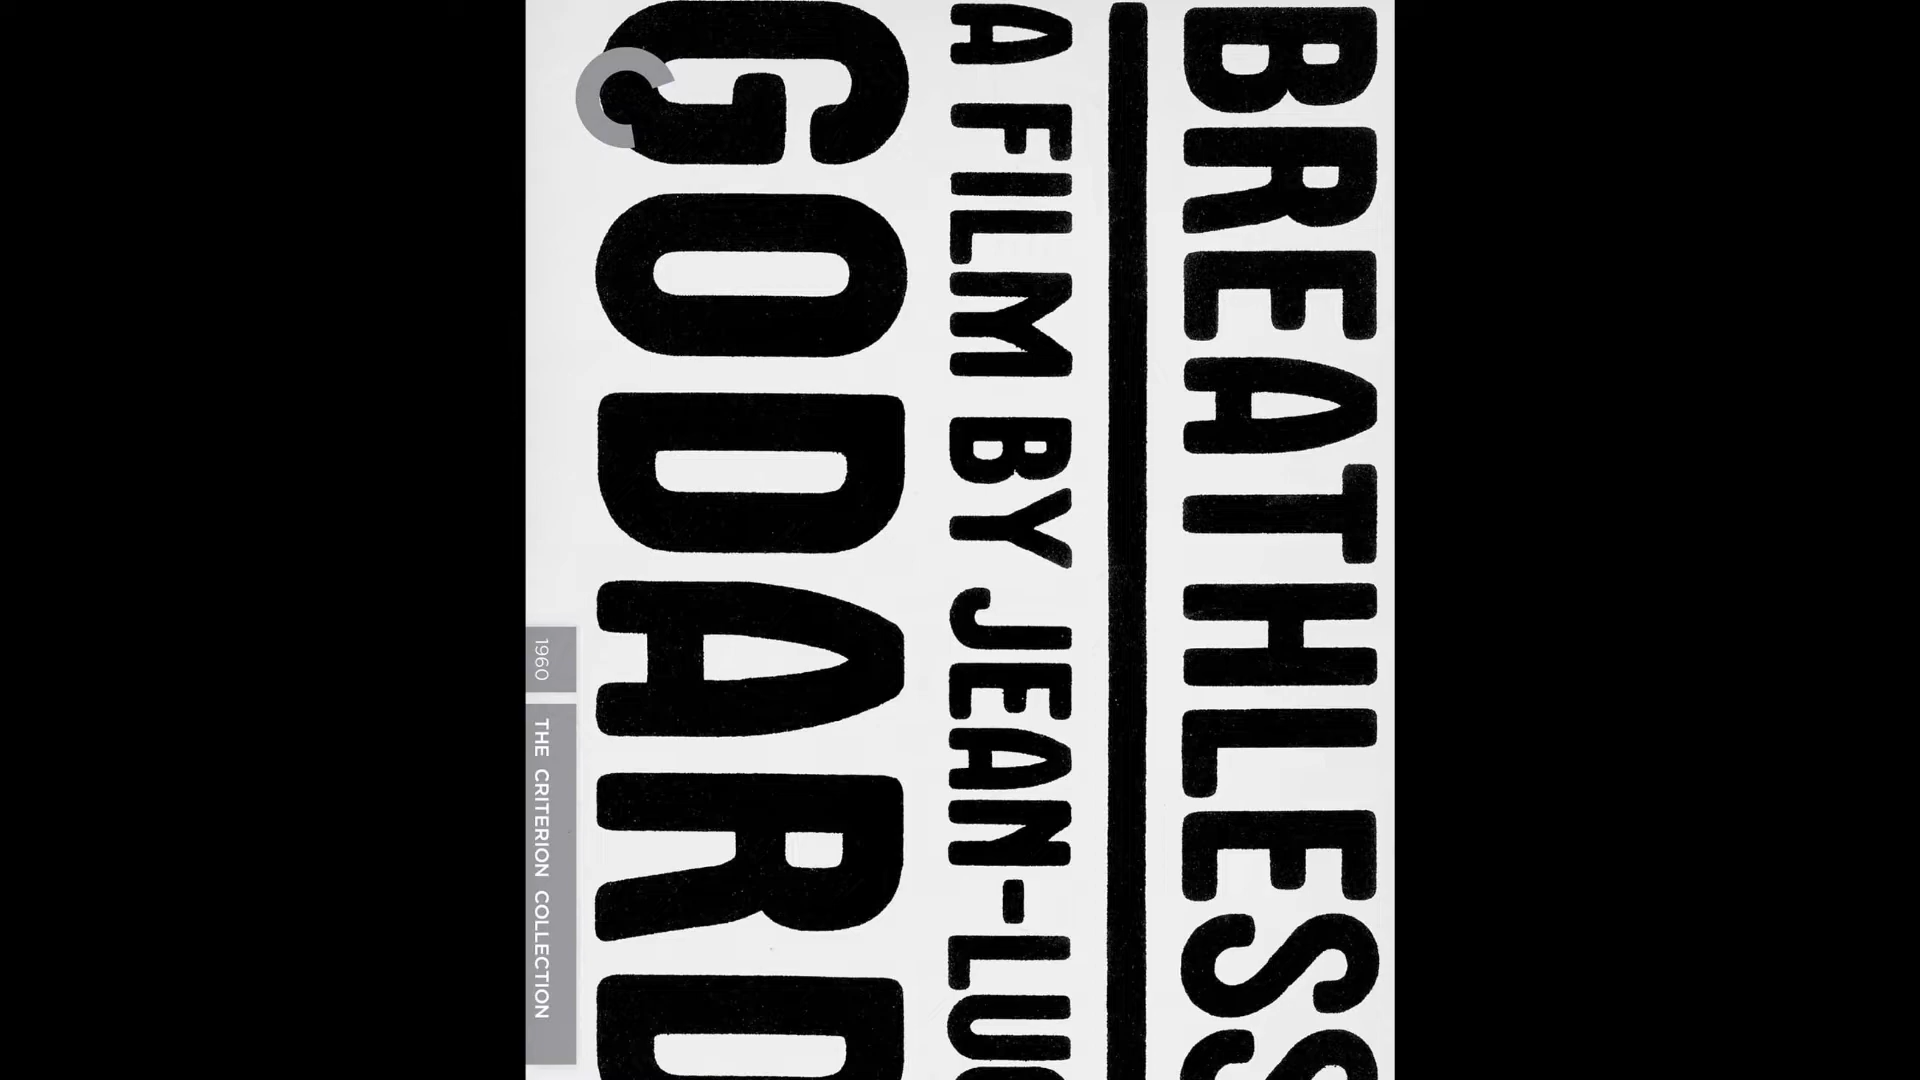 BREATHLESS
A FILM BY JEAN-LUC
GODARD
1960
THE CRITERION COLLECTION